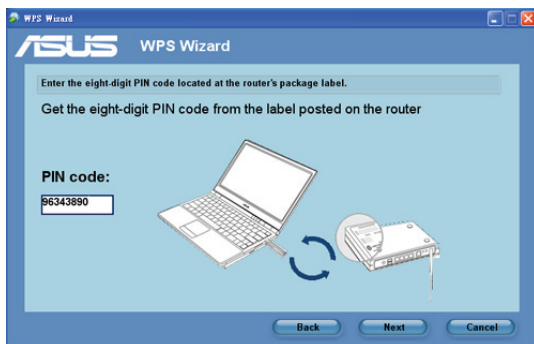 WPS Wizard
ASUS WPS Wizard
Enter the eight-digit PIN code located at the router's package label.
Get the eight-digit PIN code from the label posted on the router
PIN code:
96343890
Back Next Cancel